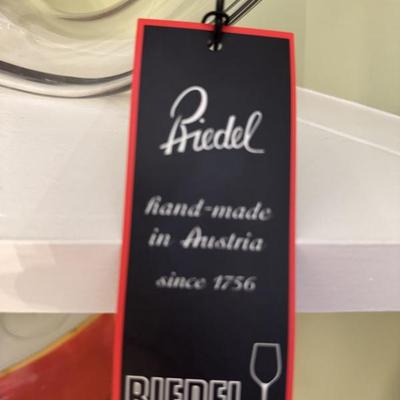 Riedel
hand-made
in Austria
since 1756
RIEDEL